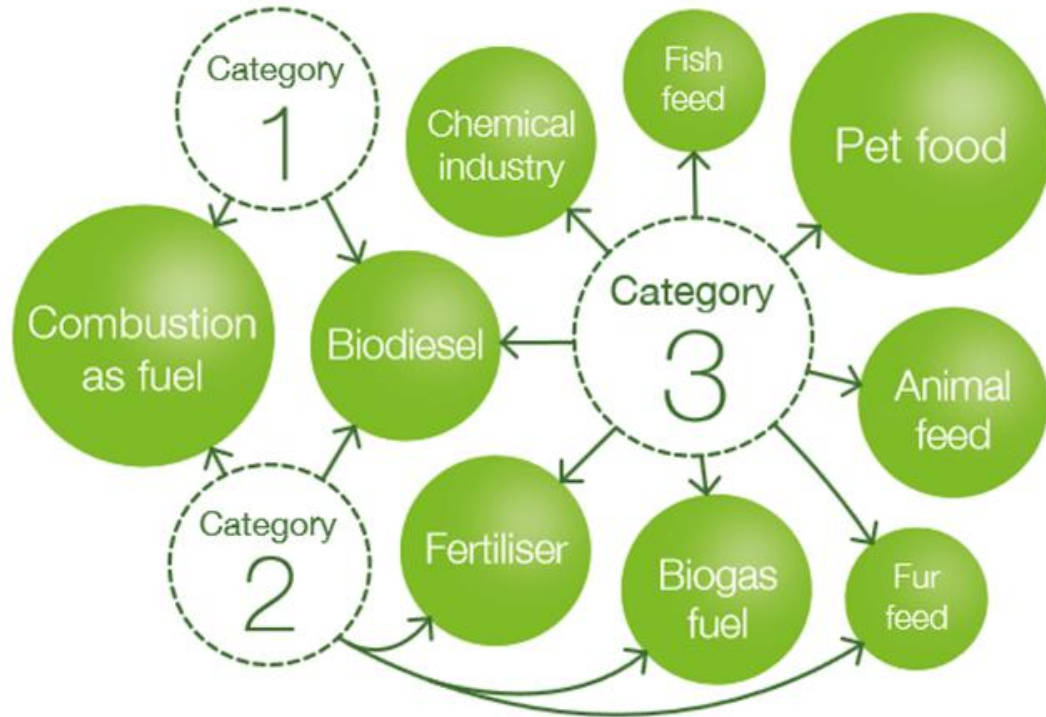 Category
1
Chemical
industry
Fish
feed
Pet food
Combustion
as fuel
Biodiesel
Category
3
Animal
feed
Category
2
Fertiliser
Biogas
fuel
Fur
feed